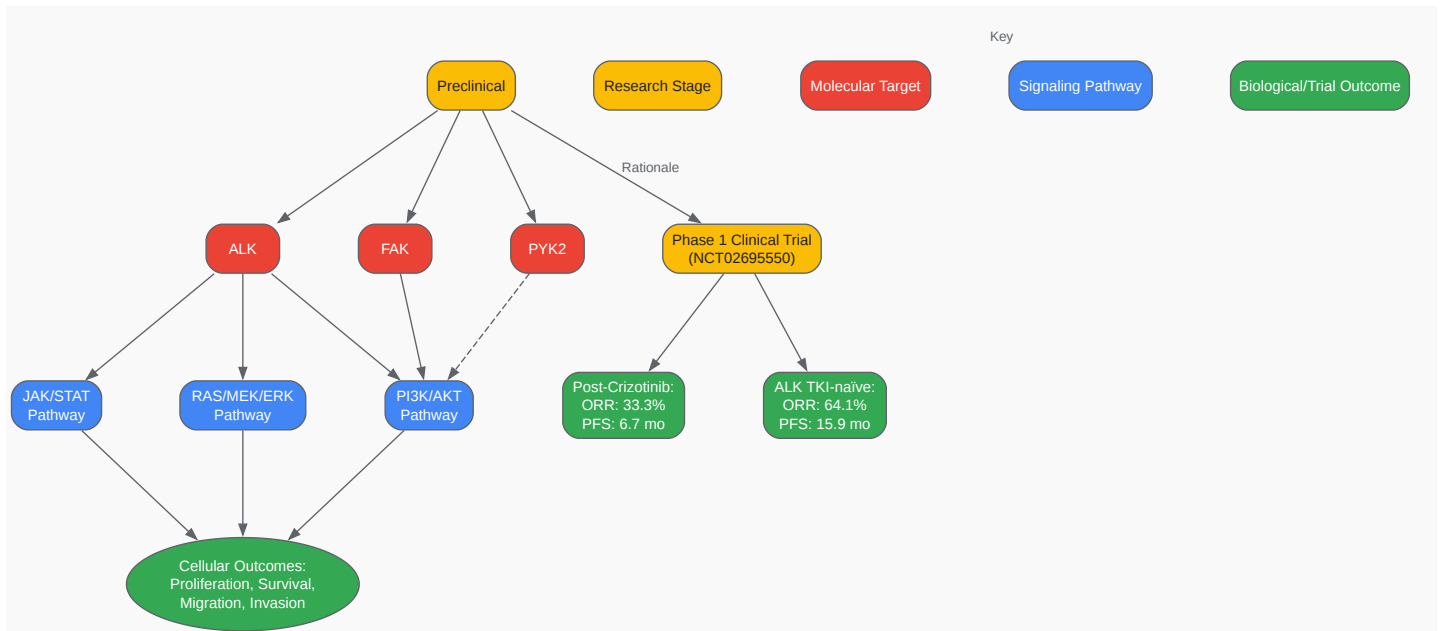 Key
Preclinical
Research Stage
Molecular Target
Signaling Pathway
Biological/Trial Outcome
Rationale
ALK
FAK
PYK2
Phase 1 Clinical Trial
(NCT02695550)
JAK/STAT
Pathway
RAS/MEK/ERK
Pathway
PI3K/AKT
Pathway
Post-Crizotinib:
ORR: 33.3%
PFS: 6.7 mo
ALK TKI-naïve:
ORR: 64.1%
PFS: 15.9 mo
Cellular Outcomes:
Proliferation, Survival,
Migration, Invasion